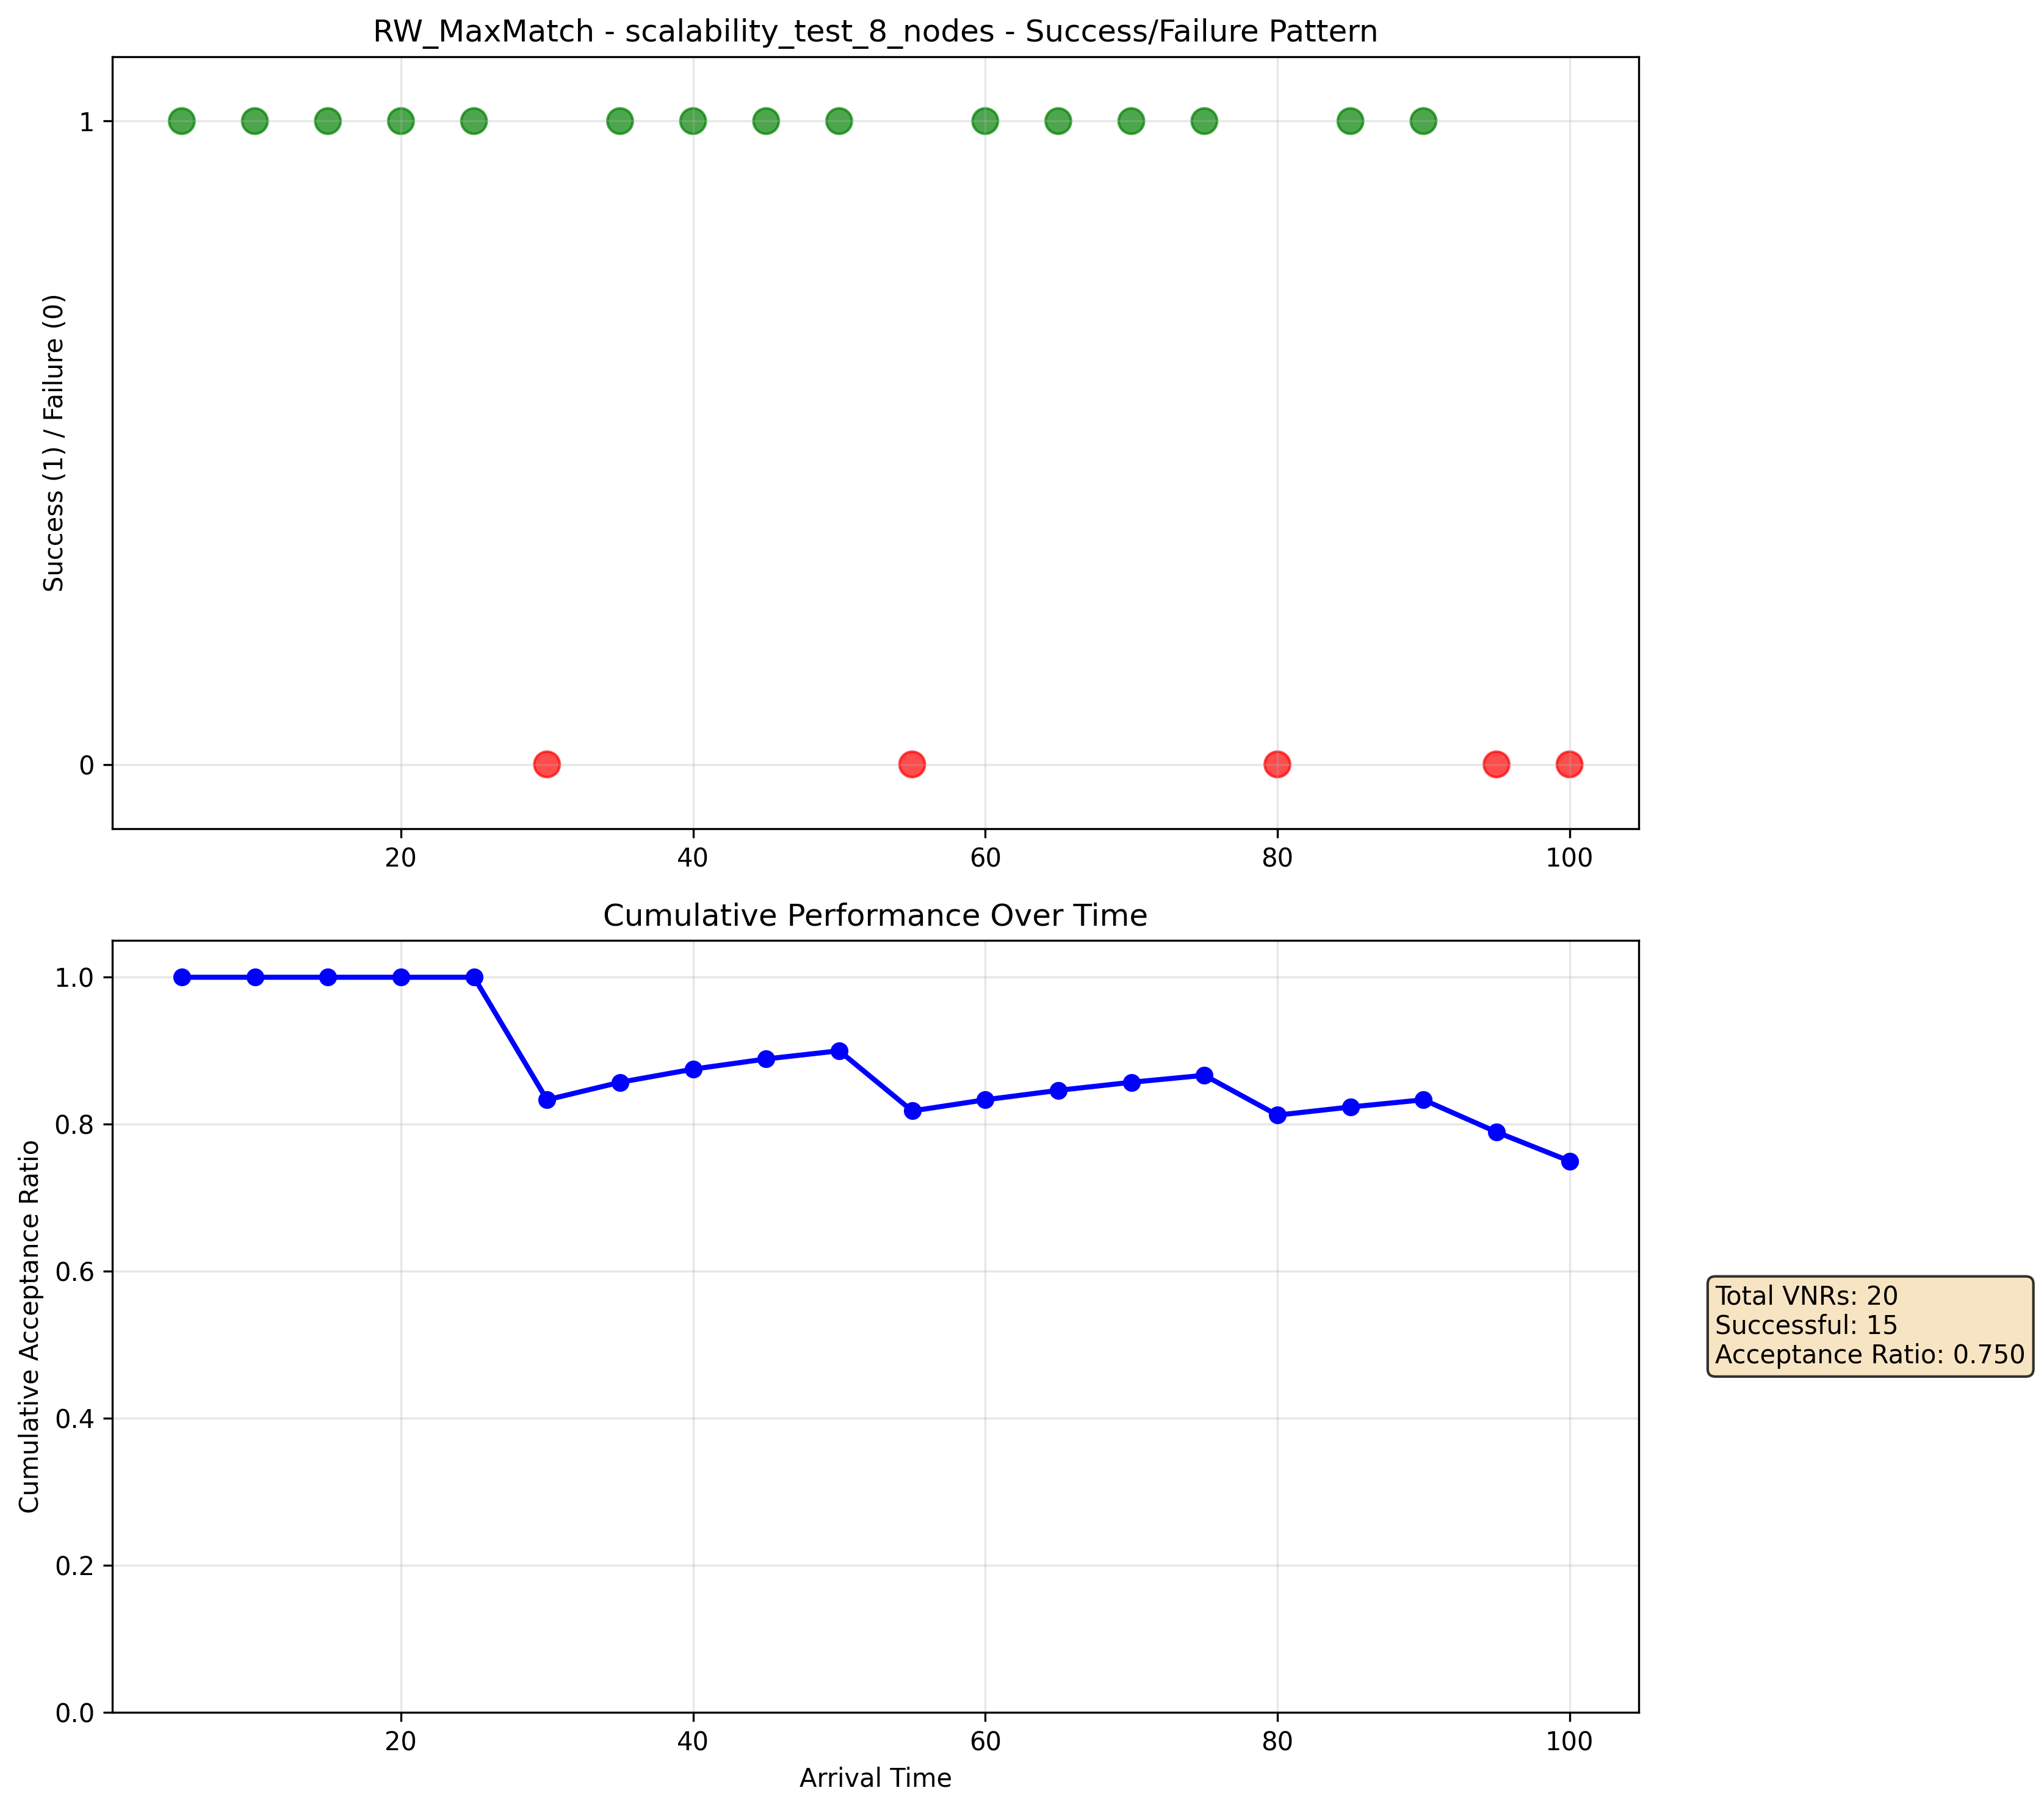 RW_MaxMatch - scalability_test_8_nodes - Success/Failure Pattern
Success (1) / Failure (0)
1
0
20
40
60
80
100
Cumulative Performance Over Time
Cumulative Acceptance Ratio
1.0
0.8
0.6
0.4
0.2
0.0
20
40
60
80
100
Arrival Time
Total VNRs: 20
Successful: 15
Acceptance Ratio: 0.750